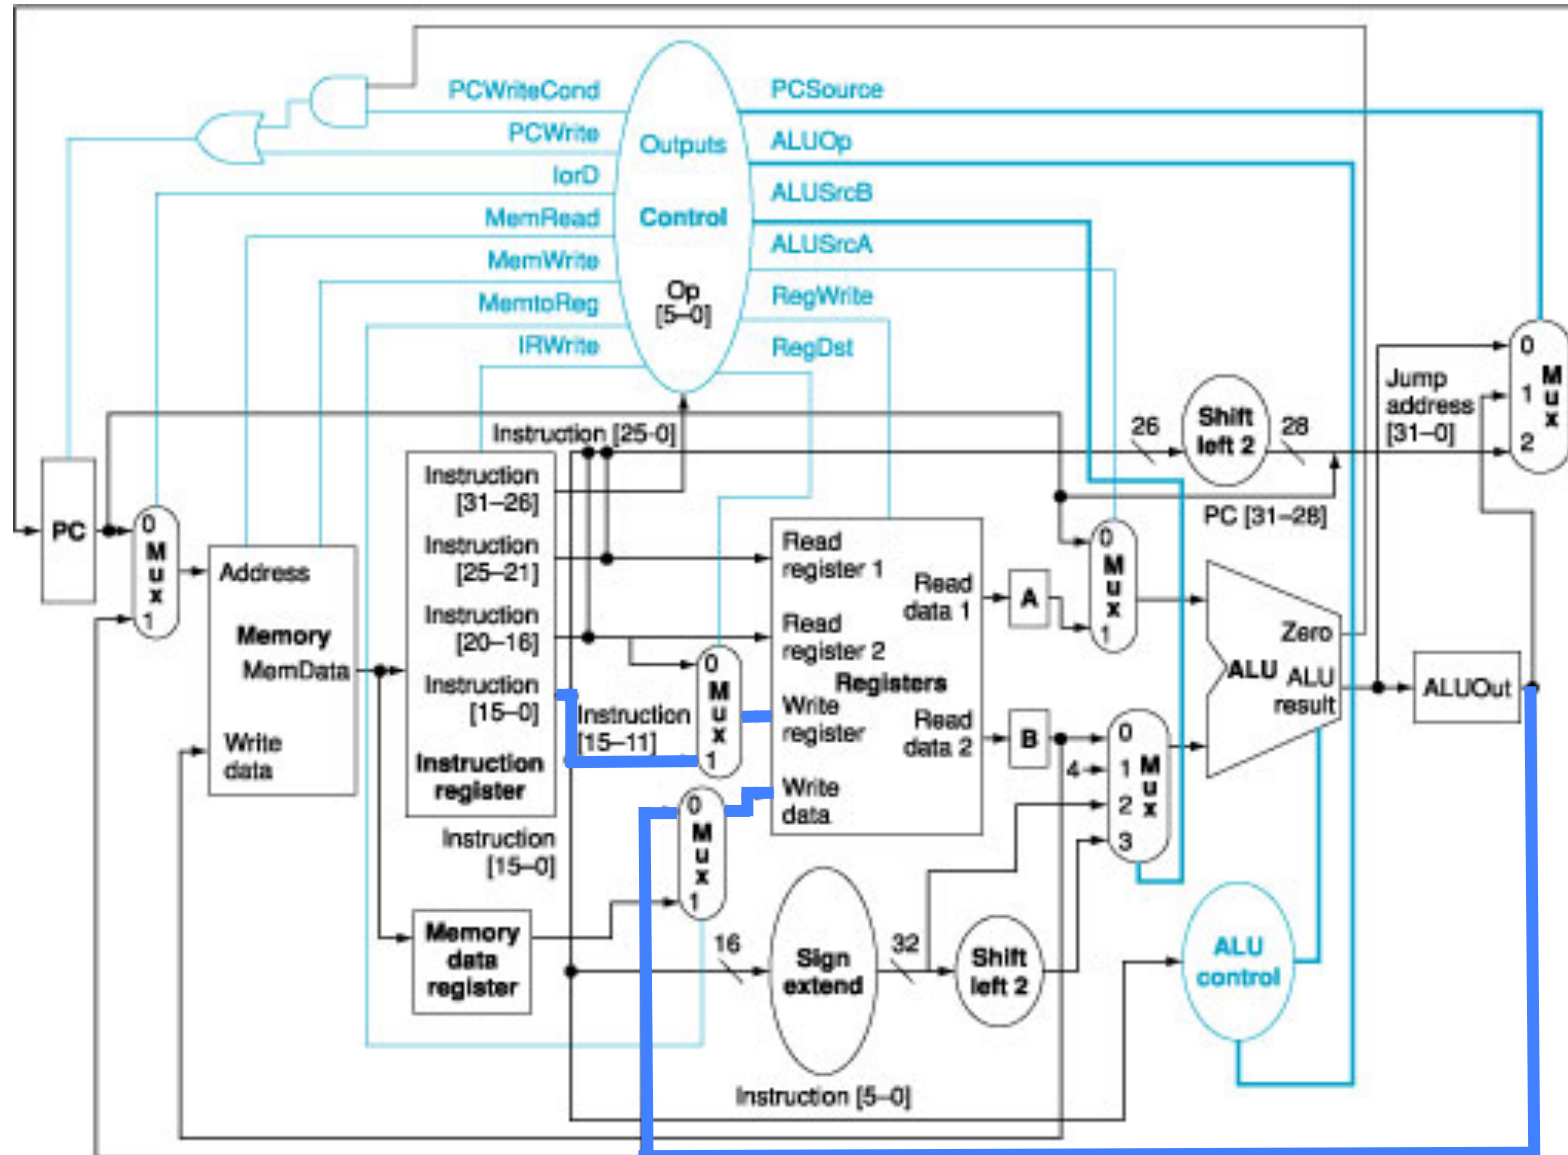 PCWriteCond
PCWrite
IorD
MemRead
MemWrite
MemtoReg
IRWrite
Outputs
Control
Op
[5–0]
PCSource
ALUOp
ALUSrcB
ALUSrcA
RegWrite
RegDst
Instruction [25-0]
26
Shift
left 2
28
Jump
address
[31–0]
0
1
2
M
u
x
PC [31–28]
PC
0
M
u
x
1
Address
Memory
MemData
Write
data
Instruction
[31–26]
Instruction
[25–21]
Instruction
[20–16]
Instruction
[15–0]
Instruction
register
Instruction
[15–11]
0
M
u
x
1
Read
register 1
Read
register 2
Registers
Write
register
Write
data
Read
data 1
Read
data 2
A
B
0
M
u
x
1
4
0
1
2
3
M
u
x
Zero
ALU
ALU
result
ALUOut
Instruction
[15–0]
Memory
data
register
0
M
u
x
1
16
Sign
extend
32
Shift
left 2
ALU
control
Instruction [5–0]